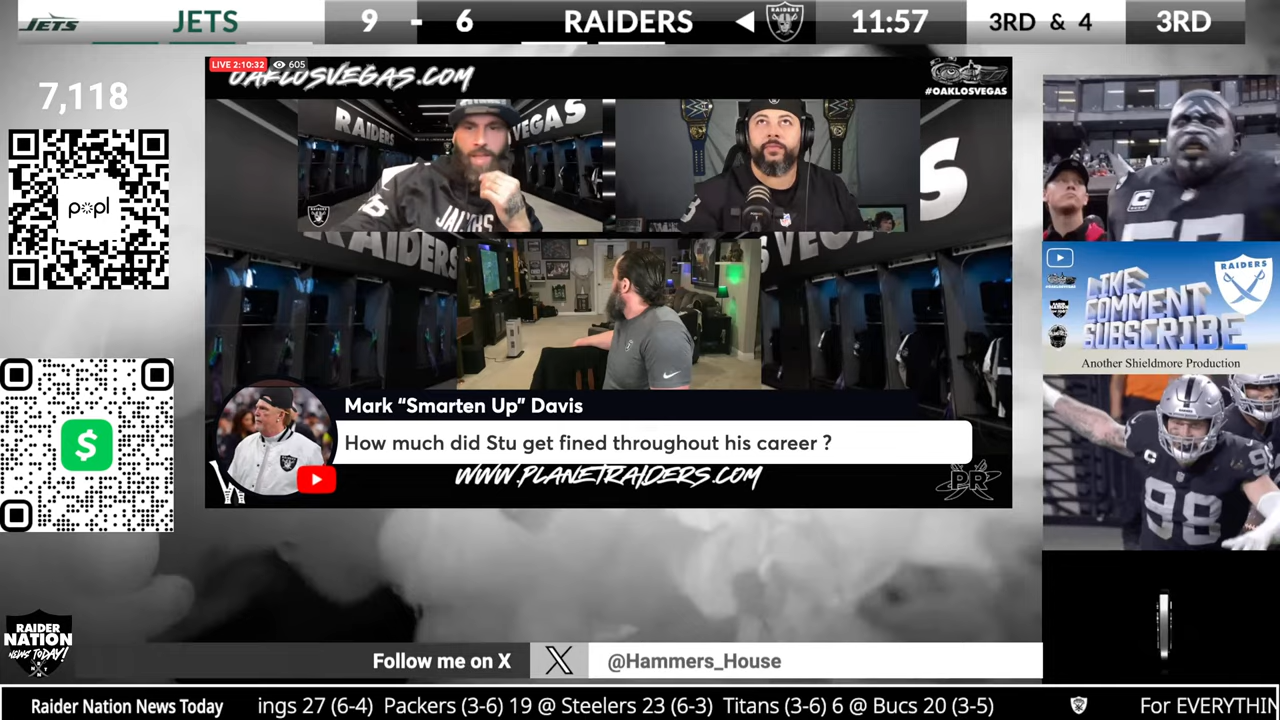 JETS
JETS
9 - 6
RAIDERS
RAIDERS
11:57
3RD & 4
3RD
7,118
LIVE 2:10:32
605
OAKLOSVEGAS.COM
#OAKLOSVEGAS
RAIDERS
VEGAS
popl
JACOBS
$
RAIDERS
LIKE
COMMENT
SUBSCRIBE
Another Shieldmore Production
C
98
Mark “Smarten Up” Davis
How much did Stu get fined throughout his career ?
WWW.PLANETRAIDERS.COM
PR
RAIDER
NATION
NEWS TODAY!
Follow me on X
@Hammers_House
Raider Nation News Today
ings 27 (6-4) Packers (3-6) 19 @ Steelers 23 (6-3) Titans (3-6) 6 @ Bucs 20 (3-5)
For EVERYTHIN